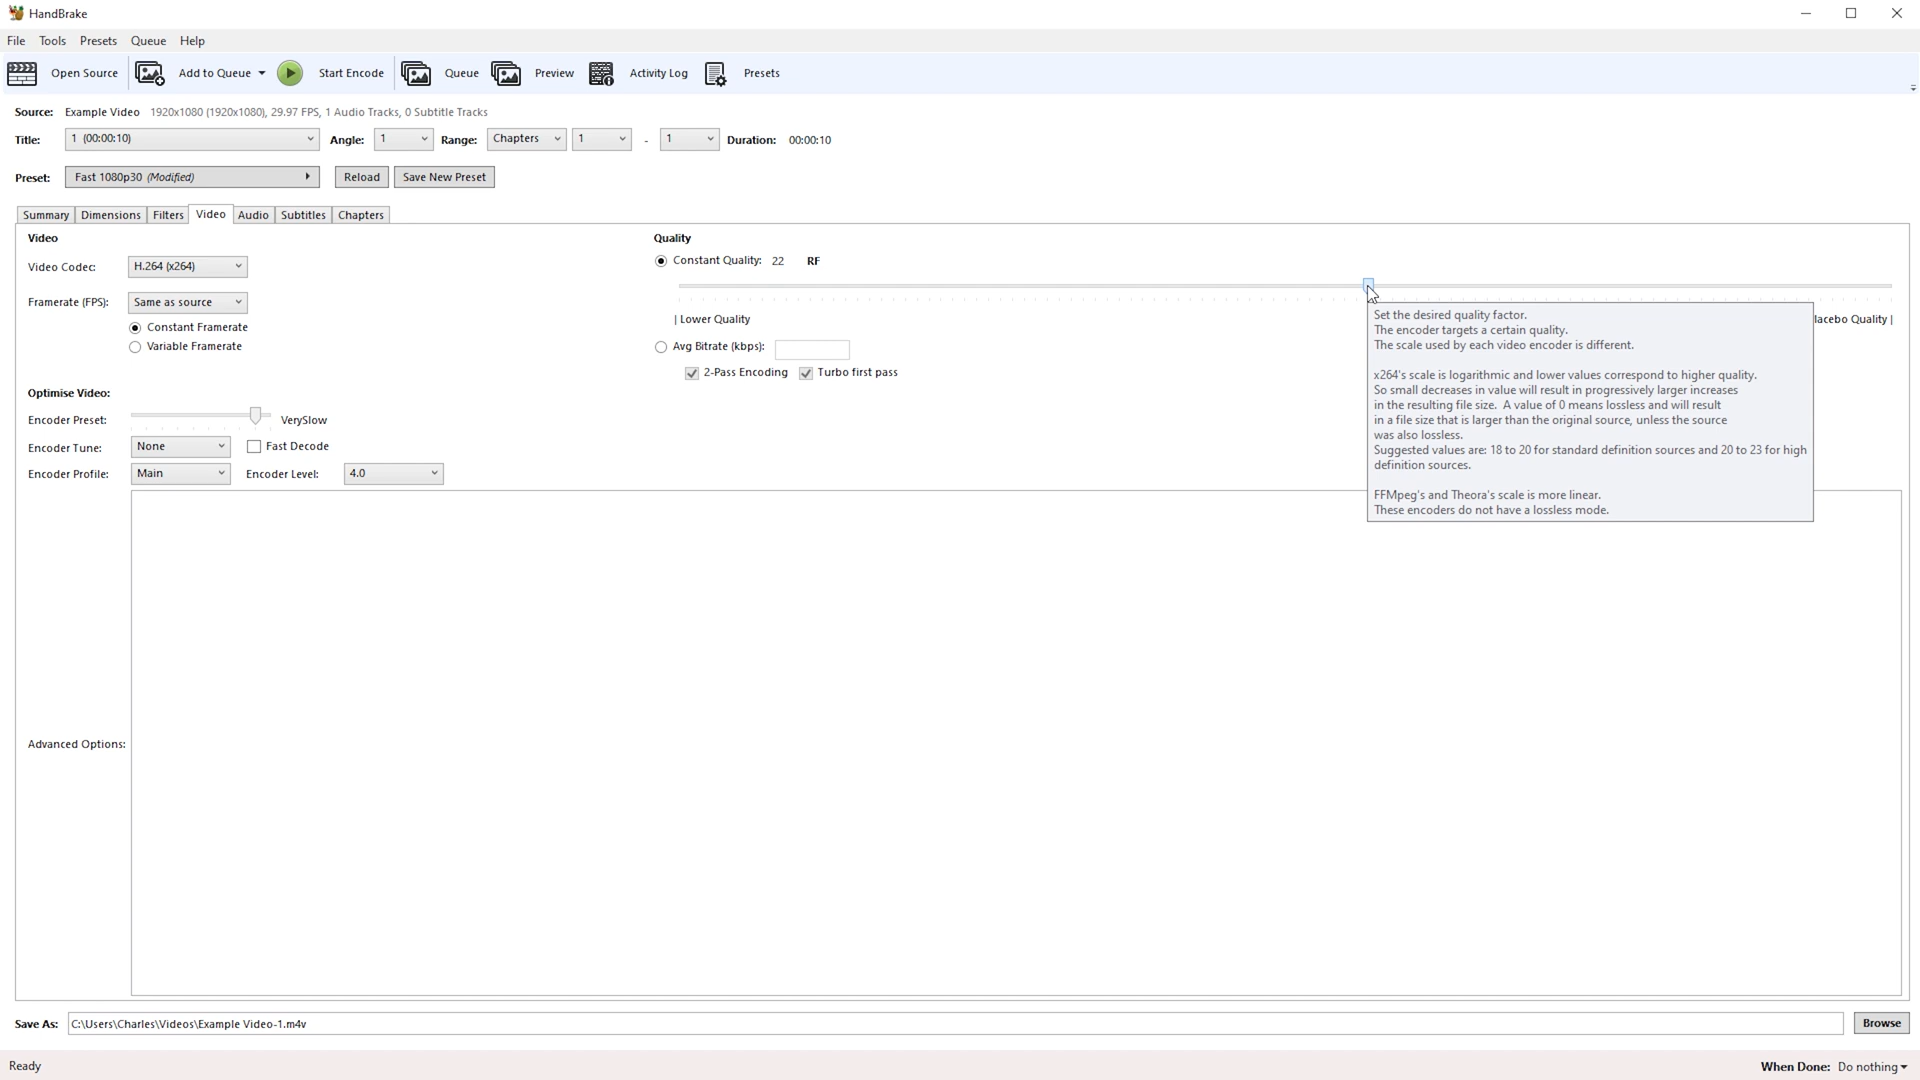 HandBrake
File Tools Presets Queue Help
Open Source Add to Queue Start Encode Queue Preview Activity Log Presets
Source: Example Video 1920x1080 (1920x1080), 29.97 FPS, 1 Audio Tracks, 0 Subtitle Tracks
Title: 1 (00:00:10) Angle: 1 Range: Chapters 1 - 1 Duration: 00:00:10
Preset: Fast 1080p30 (Modified) Reload Save New Preset
Summary Dimensions Filters Video Audio Subtitles Chapters
Video
Video Codec: H.264 (x264)
Framerate (FPS): Same as source
Constant Framerate
Variable Framerate
Optimise Video:
Encoder Preset: VerySlow
Encoder Tune: None Fast Decode
Encoder Profile: Main Encoder Level: 4.0
Advanced Options:
Quality
Constant Quality: 22 RF
| Lower Quality lacebo Quality |
Avg Bitrate (kbps):
2-Pass Encoding Turbo first pass
Set the desired quality factor.
The encoder targets a certain quality.
The scale used by each video encoder is different.
x264's scale is logarithmic and lower values correspond to higher quality.
So small decreases in value will result in progressively larger increases
in the resulting file size. A value of 0 means lossless and will result
in a file size that is larger than the original source, unless the source
was also lossless.
Suggested values are: 18 to 20 for standard definition sources and 20 to 23 for high
definition sources.
FFMpeg's and Theora's scale is more linear.
These encoders do not have a lossless mode.
Save As: C:\Users\Charles\Videos\Example Video-1.m4v Browse
Ready When Done: Do nothing